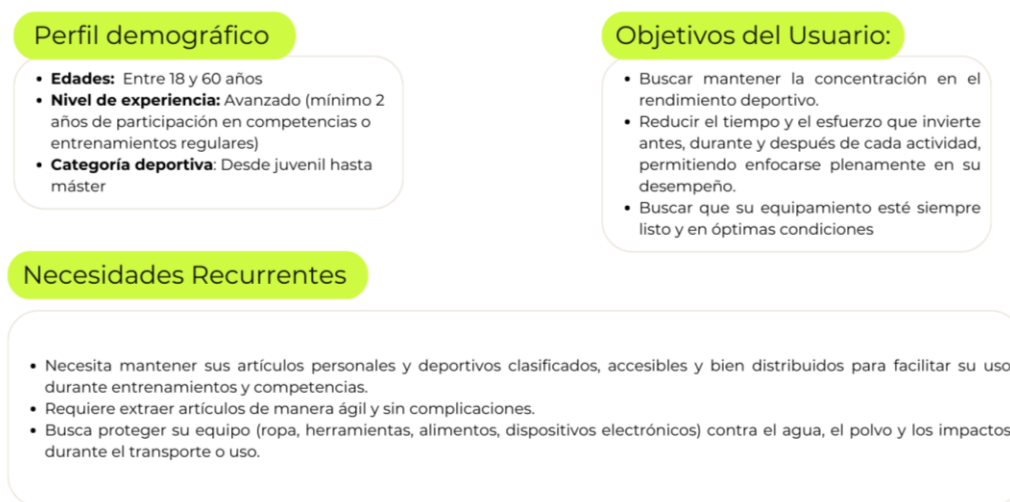 Perfil demográfico
• Edades: Entre 18 y 60 años
• Nivel de experiencia: Avanzado (mínimo 2
años de participación en competencias o
entrenamientos regulares)
• Categoría deportiva: Desde juvenil hasta
máster
Objetivos del Usuario:
• Buscar mantener la concentración en el
rendimiento deportivo.
• Reducir el tiempo y el esfuerzo que invierte
antes, durante y después de cada actividad,
permitiendo enfocarse plenamente en su
desempeño.
• Buscar que su equipamiento esté siempre
listo y en óptimas condiciones
Necesidades Recurrentes
• Necesita mantener sus artículos personales y deportivos clasificados, accesibles y bien distribuidos para facilitar su uso
durante entrenamientos y competencias.
• Requiere extraer artículos de manera ágil y sin complicaciones.
• Busca proteger su equipo (ropa, herramientas, alimentos, dispositivos electrónicos) contra el agua, el polvo y los impactos
durante el transporte o uso.